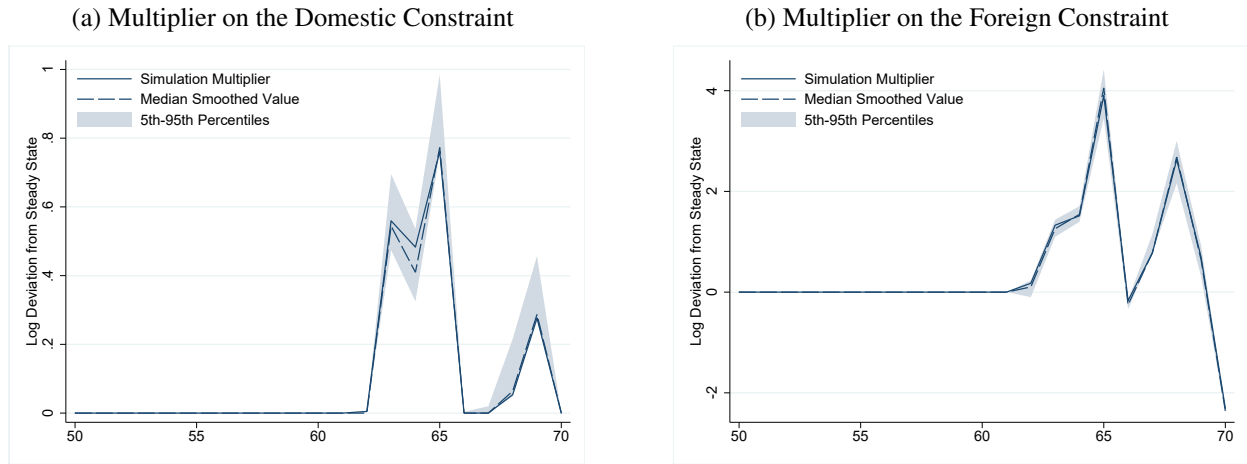 (a) Multiplier on the Domestic Constraint
Simulation Multiplier
Median Smoothed Value
5th-95th Percentiles
Log Deviation from Steady State
1
.8
.6
.4
.2
0
50 55 60 65 70
(b) Multiplier on the Foreign Constraint
Simulation Multiplier
Median Smoothed Value
5th-95th Percentiles
Log Deviation from Steady State
4
2
0
-2
50 55 60 65 70